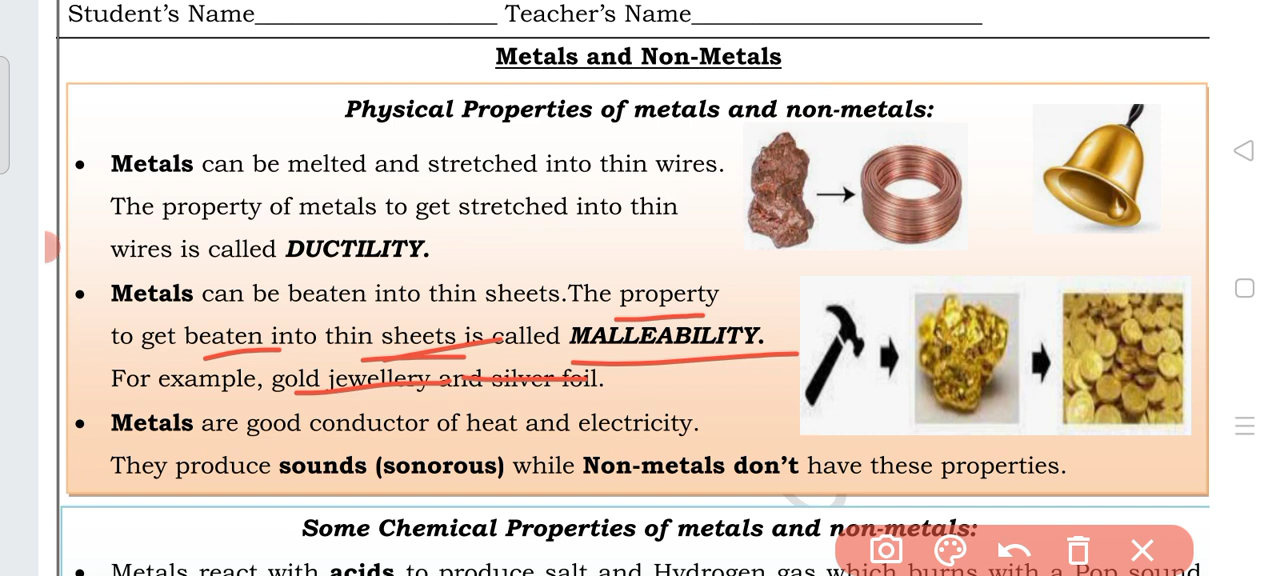 Student’s Name_________________________ Teacher’s Name______________________________
Metals and Non-Metals
Physical Properties of metals and non-metals:
• Metals can be melted and stretched into thin wires.
The property of metals to get stretched into thin
wires is called DUCTILITY.
• Metals can be beaten into thin sheets.The property
to get beaten into thin sheets is called MALLEABILITY.
For example, gold jewellery and silver foil.
• Metals are good conductor of heat and electricity.
They produce sounds (sonorous) while Non-metals don’t have these properties.
Some Chemical Properties of metals and non-metals:
• Metals react with acids to produce salt and Hydrogen gas which burns with a Pop sound